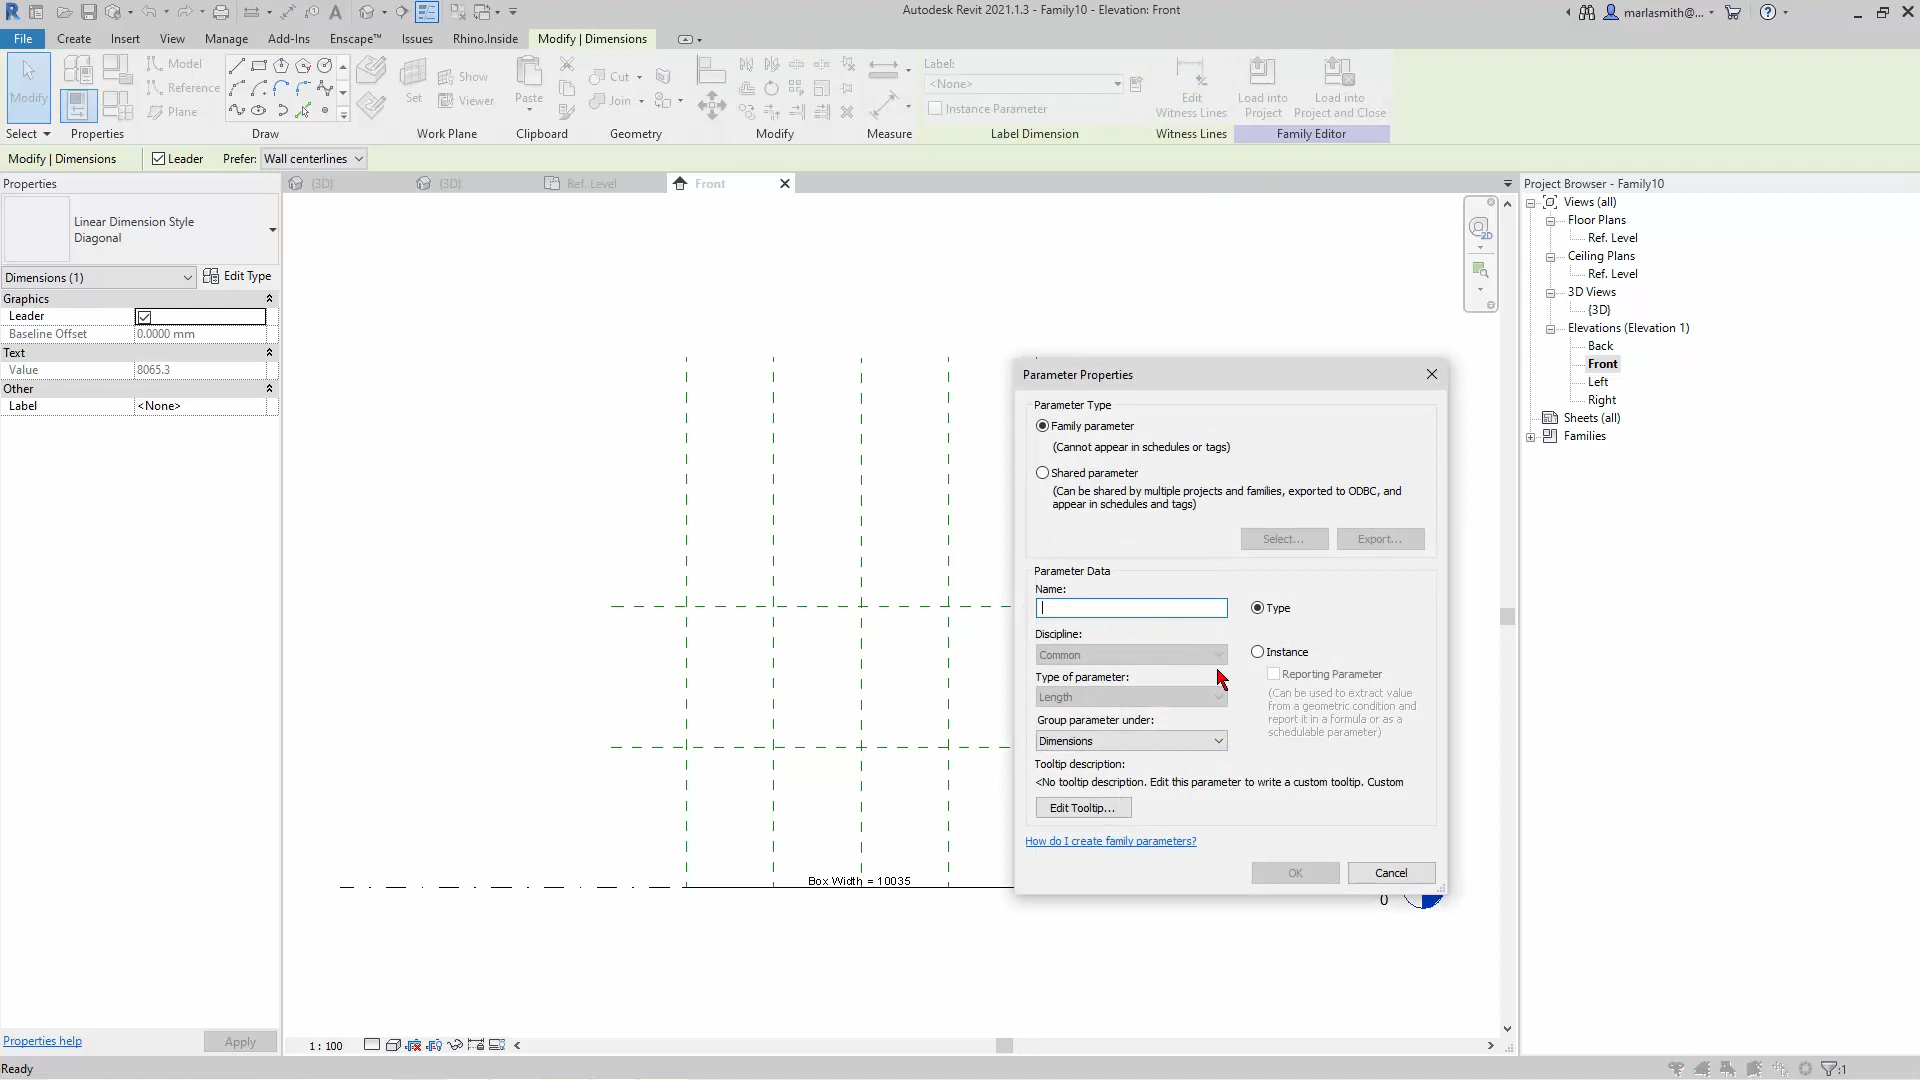 Autodesk Revit 2021.1.3 - Family10 - Elevation: Front
marlasmith@...
File Create Insert View Manage Add-Ins Enscape™ Issues Rhino.Inside Modify | Dimensions
Modify
Model
Reference
Plane
Set
Show
Viewer
Paste
Cut
Join
Label:
<None>
Instance Parameter
Edit
Witness Lines
Load into
Project
Load into
Project and Close
Select Properties Draw Work Plane Clipboard Geometry Modify Measure Label Dimension Witness Lines Family Editor
Modify | Dimensions Leader Prefer: Wall centerlines
Properties
Linear Dimension Style
Diagonal
Dimensions (1) Edit Type
Graphics
Leader
Baseline Offset 0.0000 mm
Text
Value 8065.3
Other
Label <None>
Properties help Apply
{3D} {3D} Ref. Level Front
2D
Box Width = 10035
0
Parameter Properties
Parameter Type
Family parameter
(Cannot appear in schedules or tags)
Shared parameter
(Can be shared by multiple projects and families, exported to ODBC, and
appear in schedules and tags)
Select... Export...
Parameter Data
Name:
Type
Discipline:
Common
Instance
Reporting Parameter
(Can be used to extract value
from a geometric condition and
report it in a formula or as a
schedulable parameter)
Type of parameter:
Length
Group parameter under:
Dimensions
Tooltip description:
<No tooltip description. Edit this parameter to write a custom tooltip. Custom
Edit Tooltip...
How do I create family parameters?
OK Cancel
Project Browser - Family10
Views (all)
Floor Plans
Ref. Level
Ceiling Plans
Ref. Level
3D Views
{3D}
Elevations (Elevation 1)
Back
Front
Left
Right
Sheets (all)
Families
1 : 100
Ready
:1